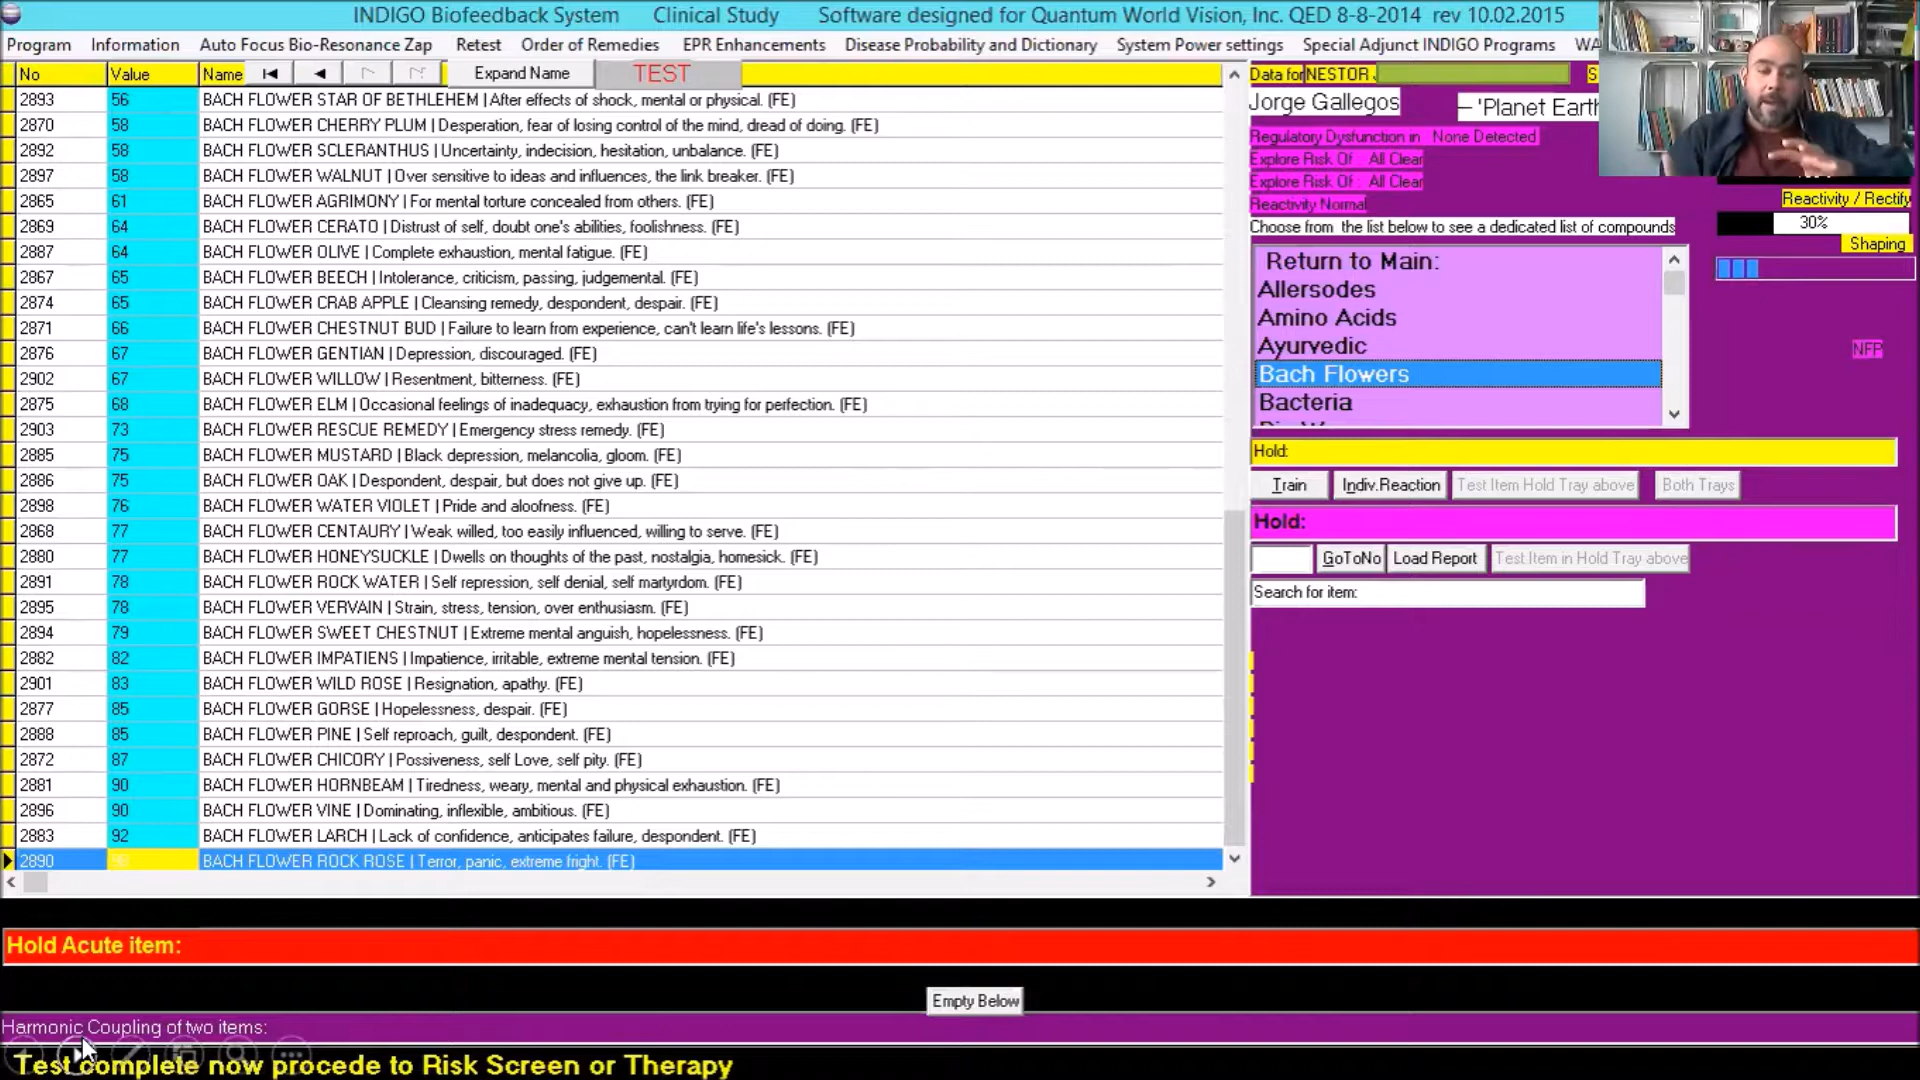 INDIGO Biofeedback System Clinical Study Software designed for Quantum World Vision, Inc. QED 8-8-2014 rev 10.02.2015
Program Information Auto Focus Bio-Resonance Zap Retest Order of Remedies EPR Enhancements Disease Probability and Dictionary System Power settings Special Adjunct INDIGO Programs
No Value Name Expand Name TEST
2893 56 BACH FLOWER STAR OF BETHLEHEM | After effects of shock, mental or physical. (FE)
2870 58 BACH FLOWER CHERRY PLUM | Desperation, fear of losing control of the mind, dread of doing. (FE)
2892 58 BACH FLOWER SCLERANTHUS | Uncertainty, indecision, hesitation, unbalance. (FE)
2897 58 BACH FLOWER WALNUT | Over sensitive to ideas and influences, the link breaker. (FE)
2865 61 BACH FLOWER AGRIMONY | For mental torture concealed from others. (FE)
2869 64 BACH FLOWER CERATO | Distrust of self, doubt one's abilities, foolishness. (FE)
2887 64 BACH FLOWER OLIVE | Complete exhaustion, mental fatigue. (FE)
2867 65 BACH FLOWER BEECH | Intolerance, criticism, passing, judgemental. (FE)
2874 65 BACH FLOWER CRAB APPLE | Cleansing remedy, despondent, despair. (FE)
2871 66 BACH FLOWER CHESTNUT BUD | Failure to learn from experience, can't learn life's lessons. (FE)
2876 67 BACH FLOWER GENTIAN | Depression, discouraged. (FE)
2902 67 BACH FLOWER WILLOW | Resentment, bitterness. (FE)
2875 68 BACH FLOWER ELM | Occasional feelings of inadequacy, exhaustion from trying for perfection. (FE)
2903 73 BACH FLOWER RESCUE REMEDY | Emergency stress remedy. (FE)
2885 75 BACH FLOWER MUSTARD | Black depression, melancolia, gloom. (FE)
2886 75 BACH FLOWER OAK | Despondent, despair, but does not give up. (FE)
2898 76 BACH FLOWER WATER VIOLET | Pride and aloofness. (FE)
2868 77 BACH FLOWER CENTAURY | Weak willed, too easily influenced, willing to serve. (FE)
2880 77 BACH FLOWER HONEYSUCKLE | Dwells on thoughts of the past, nostalgia, homesick. (FE)
2891 78 BACH FLOWER ROCK WATER | Self repression, self denial, self martyrdom. (FE)
2895 78 BACH FLOWER VERVAIN | Strain, stress, tension, over enthusiasm. (FE)
2894 79 BACH FLOWER SWEET CHESTNUT | Extreme mental anguish, hopelessness. (FE)
2882 82 BACH FLOWER IMPATIENS | Impatience, irritable, extreme mental tension. (FE)
2901 83 BACH FLOWER WILD ROSE | Resignation, apathy. (FE)
2877 85 BACH FLOWER GORSE | Hopelessness, despair. (FE)
2888 85 BACH FLOWER PINE | Self reproach, guilt, despondent. (FE)
2872 87 BACH FLOWER CHICORY | Possiveness, self Love, self pity. (FE)
2881 90 BACH FLOWER HORNBEAM | Tiredness, weary, mental and physical exhaustion. (FE)
2896 90 BACH FLOWER VINE | Dominating, inflexible, ambitious. (FE)
2883 92 BACH FLOWER LARCH | Lack of confidence, anticipates failure, despondent. (FE)
2890 BACH FLOWER ROCK ROSE | Terror, panic, extreme fright. (FE)
Data for NESTOR
Jorge Gallegos – 'Planet Earth
Regulatory Dysfunction in None Detected
Explore Risk Of : All Clear
Explore Risk Of : All Clear
Reactivity Normal
Reactivity / Rectify
Choose from the list below to see a dedicated list of compounds
30%
Shaping
Return to Main:
Allersodes
Amino Acids
Ayurvedic
Bach Flowers
Bacteria
NFP
Hold:
Train Indiv.Reaction Test Item Hold Tray above Both Trays
Hold:
GoToNo Load Report Test Item in Hold Tray above
Search for item:
Hold Acute item:
Empty Below
Harmonic Coupling of two items:
Test complete now procede to Risk Screen or Therapy